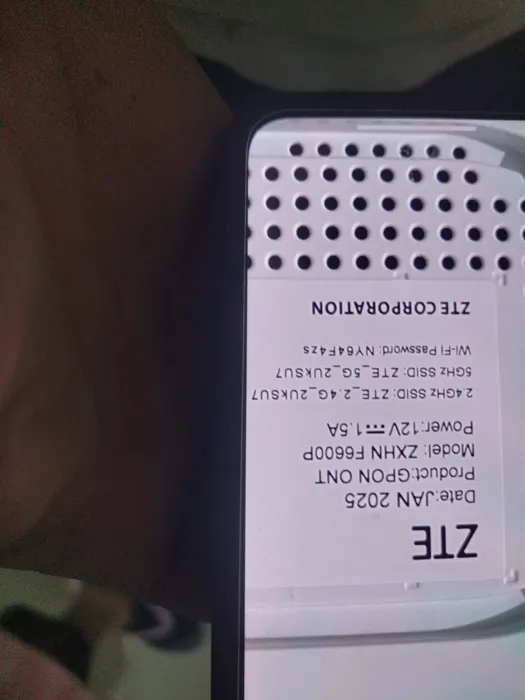 ZTE
Date:JAN 2025
Product:GPON ONT
Model: ZXHN F6600P
Power:12V⎓1.5A
2.4GHz SSID: ZTE_2.4G_2UKSU7
5GHz SSID: ZTE_5G_2UKSU7
Wi-Fi Password: NY64F4zs
ZTE CORPORATION